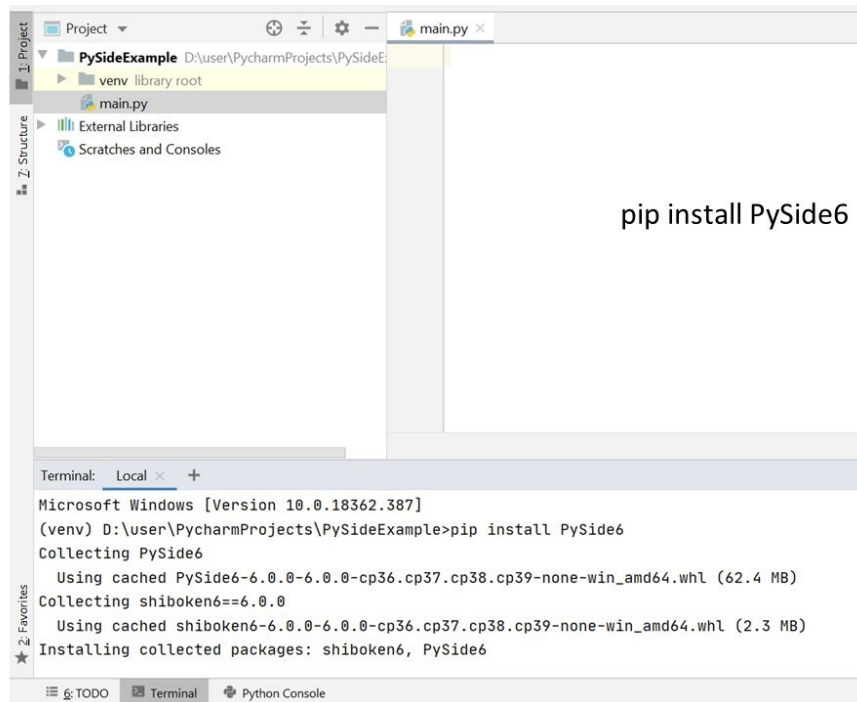 1: Project
Project
main.py
PySideExample D:\user\PycharmProjects\PySideE
venv library root
main.py
External Libraries
Scratches and Consoles
7: Structure
pip install PySide6
Terminal: Local +
Microsoft Windows [Version 10.0.18362.387]
(venv) D:\user\PycharmProjects\PySideExample>pip install PySide6
Collecting PySide6
Using cached PySide6-6.0.0-6.0.0-cp36.cp37.cp38.cp39-none-win_amd64.whl (62.4 MB)
Collecting shiboken6==6.0.0
Using cached shiboken6-6.0.0-6.0.0-cp36.cp37.cp38.cp39-none-win_amd64.whl (2.3 MB)
Installing collected packages: shiboken6, PySide6
2: Favorites
6: TODO Terminal Python Console